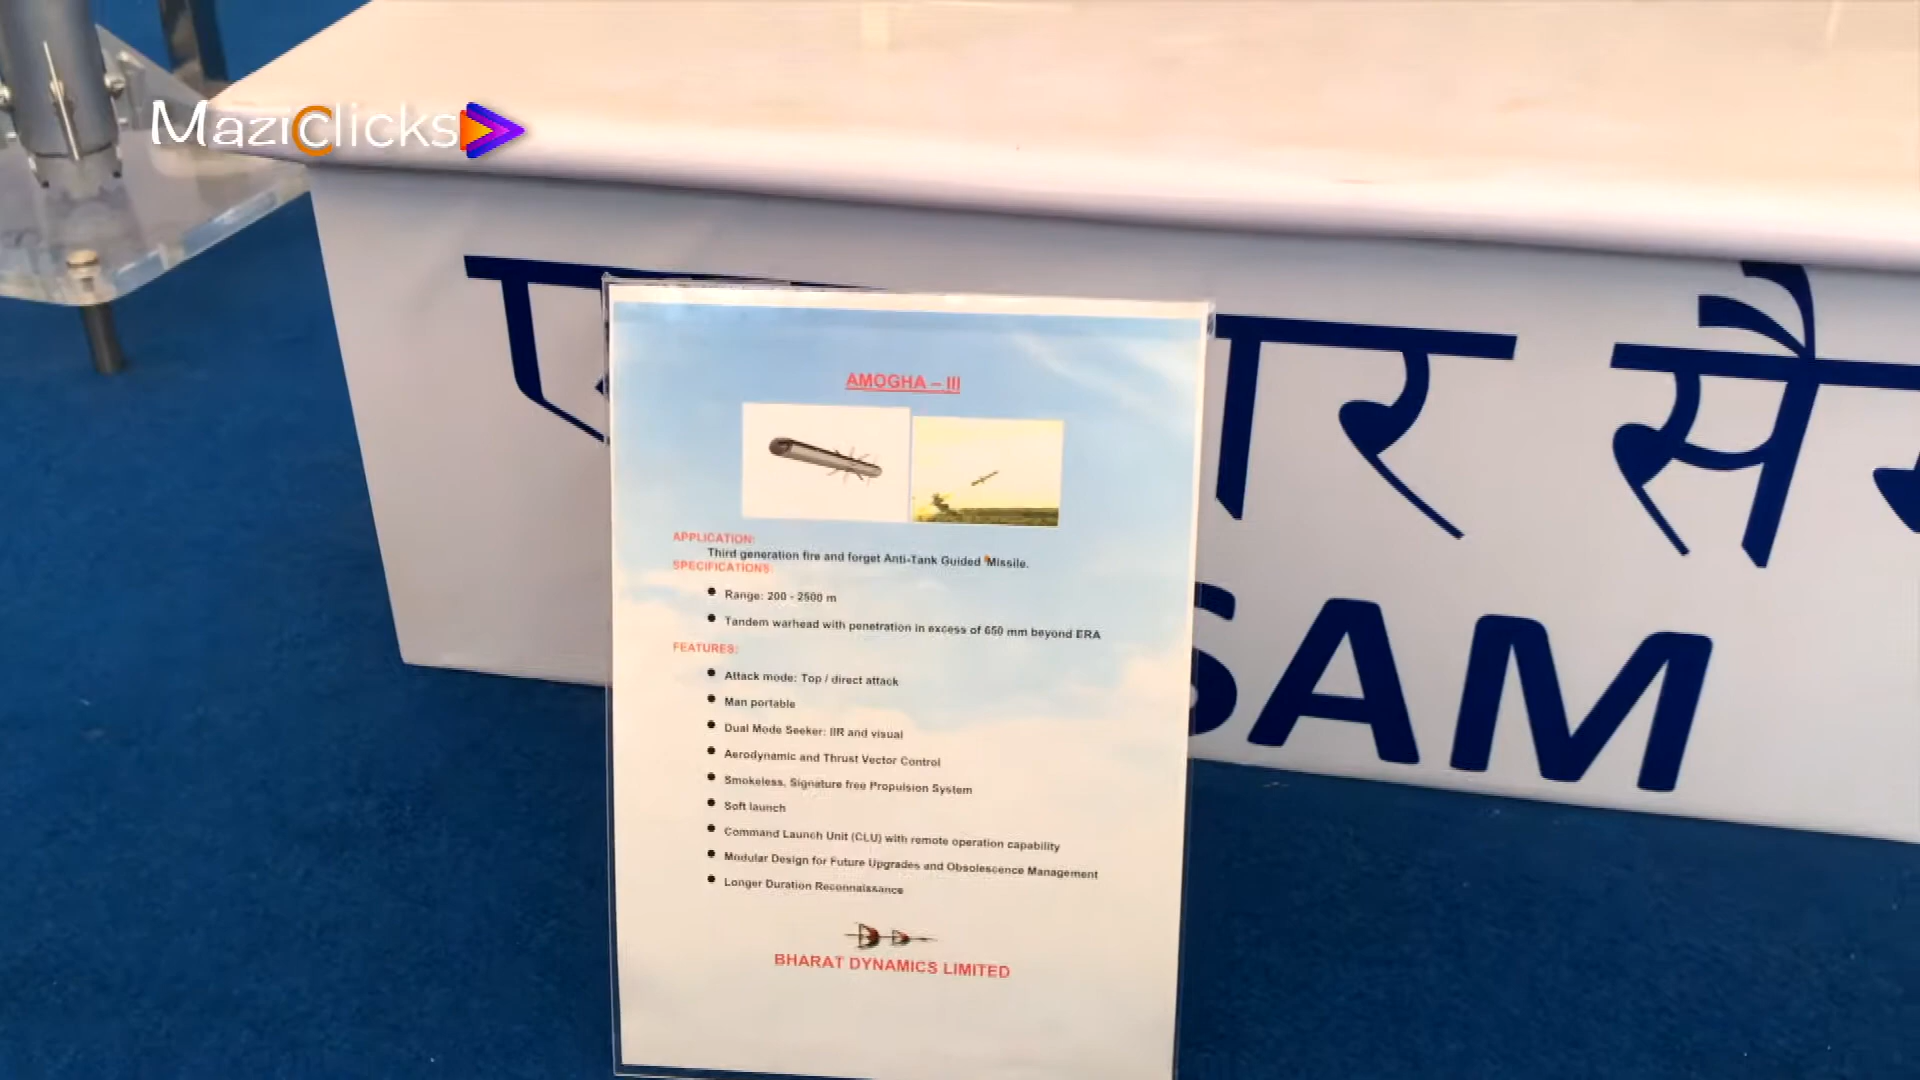 MaziClicks
AMOGHA – III
APPLICATION:
Third generation fire and forget Anti-Tank Guided Missile.
SPECIFICATIONS:
Range: 200 - 2500 m
Tandem warhead with penetration in excess of 650 mm beyond ERA
FEATURES:
Attack mode: Top / direct attack
Man portable
Dual Mode Seeker: IIR and visual
Aerodynamic and Thrust Vector Control
Smokeless, Signature free Propulsion System
Soft launch
Command Launch Unit (CLU) with remote operation capability
Modular Design for Future Upgrades and Obsolescence Management
Longer Duration Reconnaissance
BHARAT DYNAMICS LIMITED
SAM